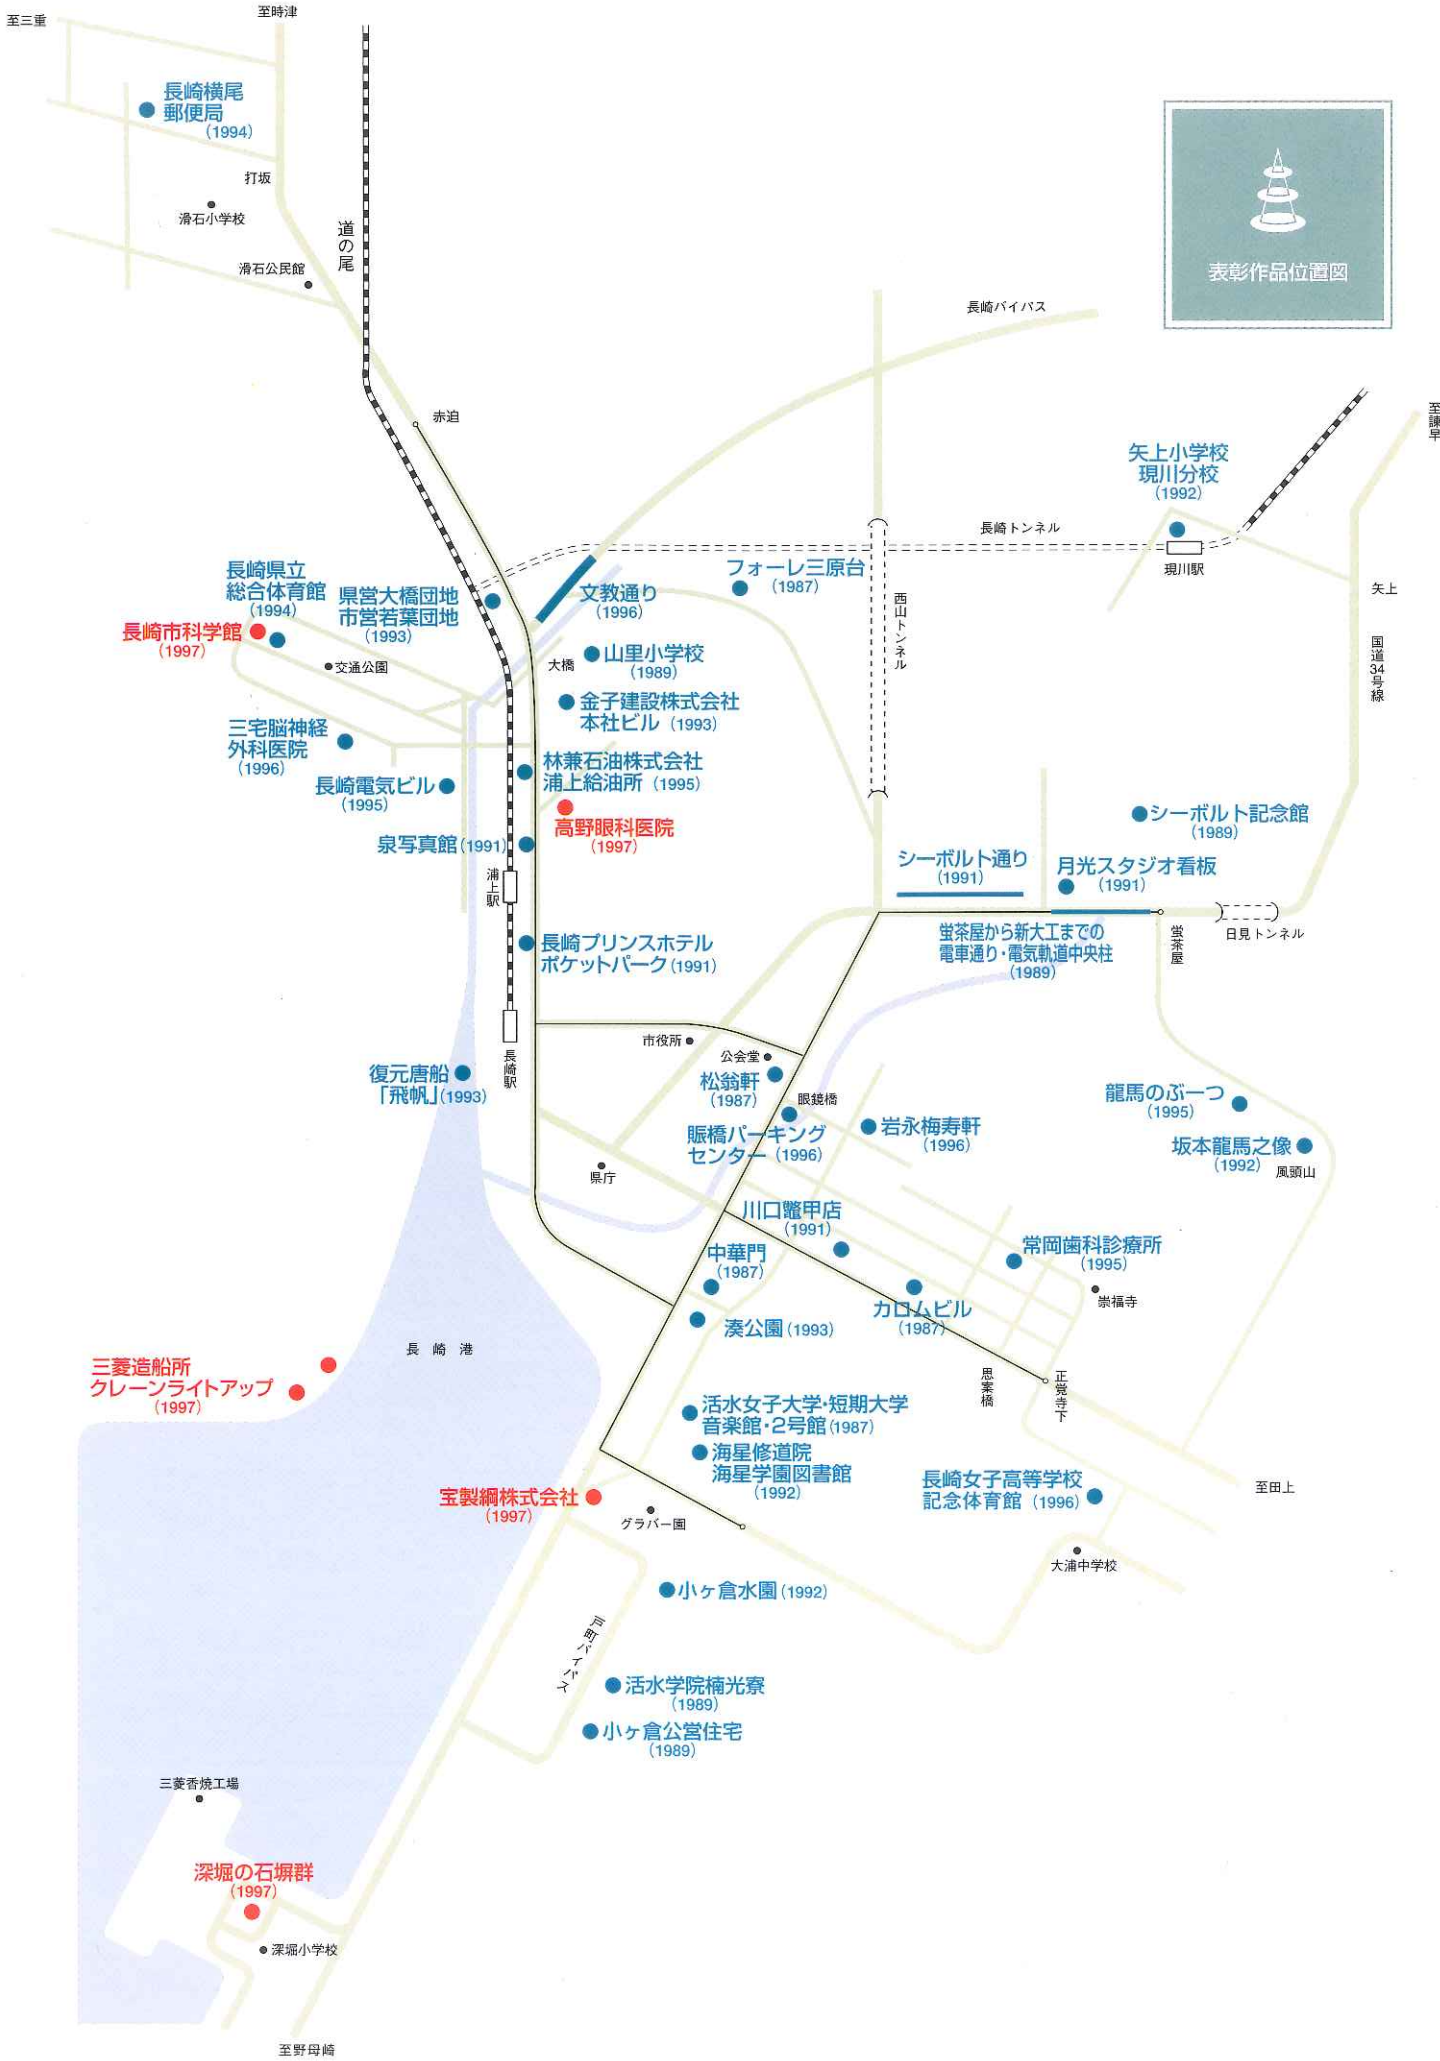 至三重
至時津
長崎横尾
郵便局
(1994)
打坂
滑石小学校
道の尾
滑石公民館
表彰作品位置図
長崎バイパス
赤迫
至諫早
矢上小学校
現川分校
(1992)
長崎トンネル
現川駅
矢上
国道34号線
長崎県立
総合体育館
(1994)
長崎市科学館
(1997)
県営大橋団地
市営若葉団地
(1993)
交通公園
文教通り
(1996)
フォーレ三原台
(1987)
西山トンネル
大橋
山里小学校
(1989)
金子建設株式会社
本社ビル (1993)
三宅脳神経
外科医院
(1996)
長崎電気ビル
(1995)
林兼石油株式会社
浦上給油所 (1995)
高野眼科医院
(1997)
泉写真館(1991)
浦上駅
シーボルト記念館
(1989)
シーボルト通り
(1991)
月光スタジオ看板
(1991)
蛍茶屋から新大工までの
電車通り・電気軌道中央柱
(1989)
蛍茶屋
日見トンネル
長崎プリンスホテル
ポケットパーク(1991)
長崎駅
市役所
公会堂
松翁軒
(1987)
眼鏡橋
復元唐船
「飛帆」(1993)
賑橋パーキング
センター (1996)
岩永梅寿軒
(1996)
龍馬のぶーつ
(1995)
坂本龍馬之像
(1992)
風頭山
県庁
川口鼈甲店
(1991)
中華門
(1987)
常岡歯科診療所
(1995)
崇福寺
カロムビル
(1987)
湊公園(1993)
長崎港
三菱造船所
クレーンライトアップ
(1997)
思案橋
正覚寺下
活水女子大学・短期大学
音楽館・2号館(1987)
海星修道院
海星学園図書館
(1992)
長崎女子高等学校
記念体育館 (1996)
至田上
宝製綱株式会社
(1997)
グラバー園
大浦中学校
小ヶ倉水園(1992)
戸町バイパス
活水学院楠光寮
(1989)
小ヶ倉公営住宅
(1989)
三菱香焼工場
深堀の石塀群
(1997)
深堀小学校
至野母崎